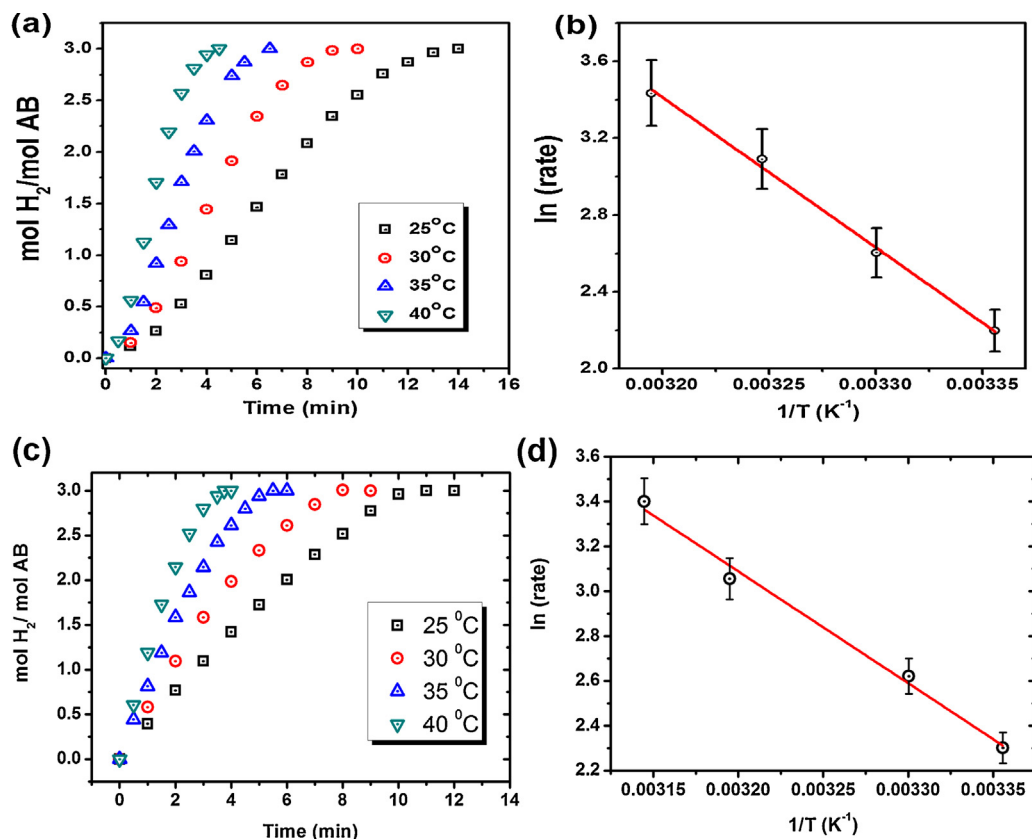 (a)
mol H₂/mol AB
3.0
2.5
2.0
1.5
1.0
0.5
0.0
25°C
30°C
35°C
40°C
0 2 4 6 8 10 12 14 16
Time (min)
(b)
ln (rate)
3.6
3.2
2.8
2.4
2.0
0.00320 0.00325 0.00330 0.00335
1/T (K⁻¹)
(c)
mol H₂/ mol AB
3.0
2.5
2.0
1.5
1.0
0.5
0.0
25 ⁰C
30 ⁰C
35 ⁰C
40 ⁰C
0 2 4 6 8 10 12 14
Time (min)
(d)
ln (rate)
3.6
3.4
3.2
3.0
2.8
2.6
2.4
2.2
0.00315 0.00320 0.00325 0.00330 0.00335
1/T (K⁻¹)